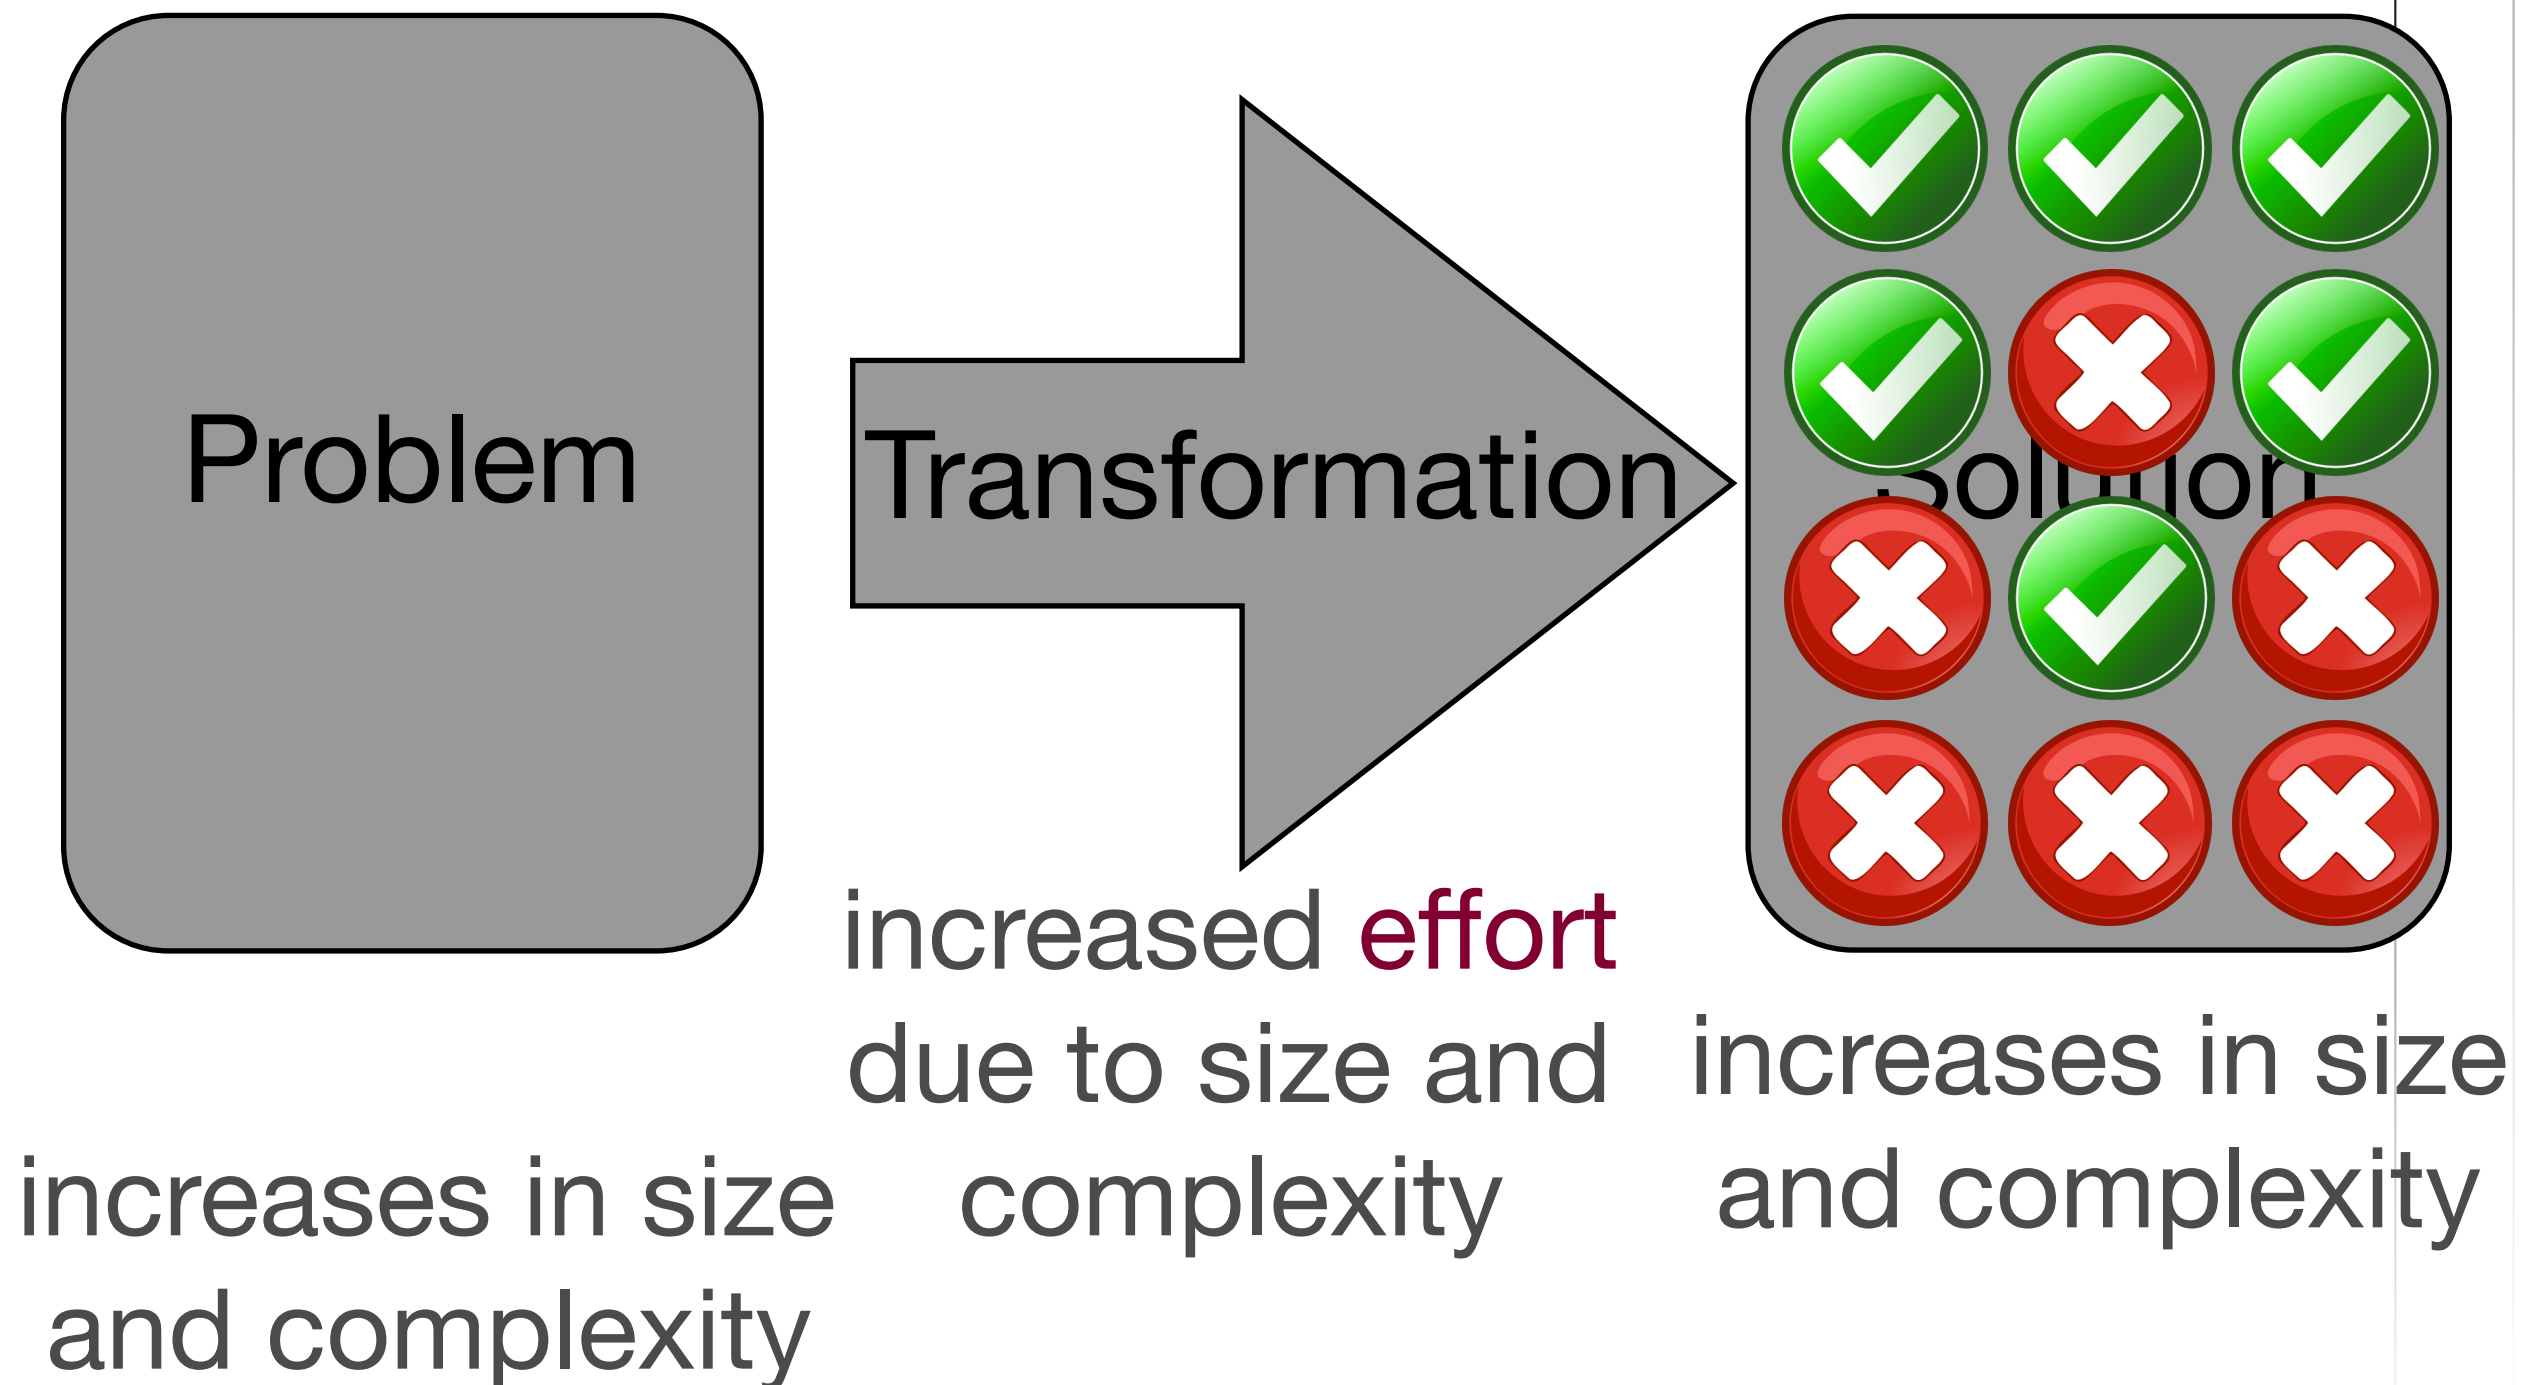 Problem
Transformation
Solution
increased effort
due to size and
complexity
increases in size
and complexity
increases in size
and complexity